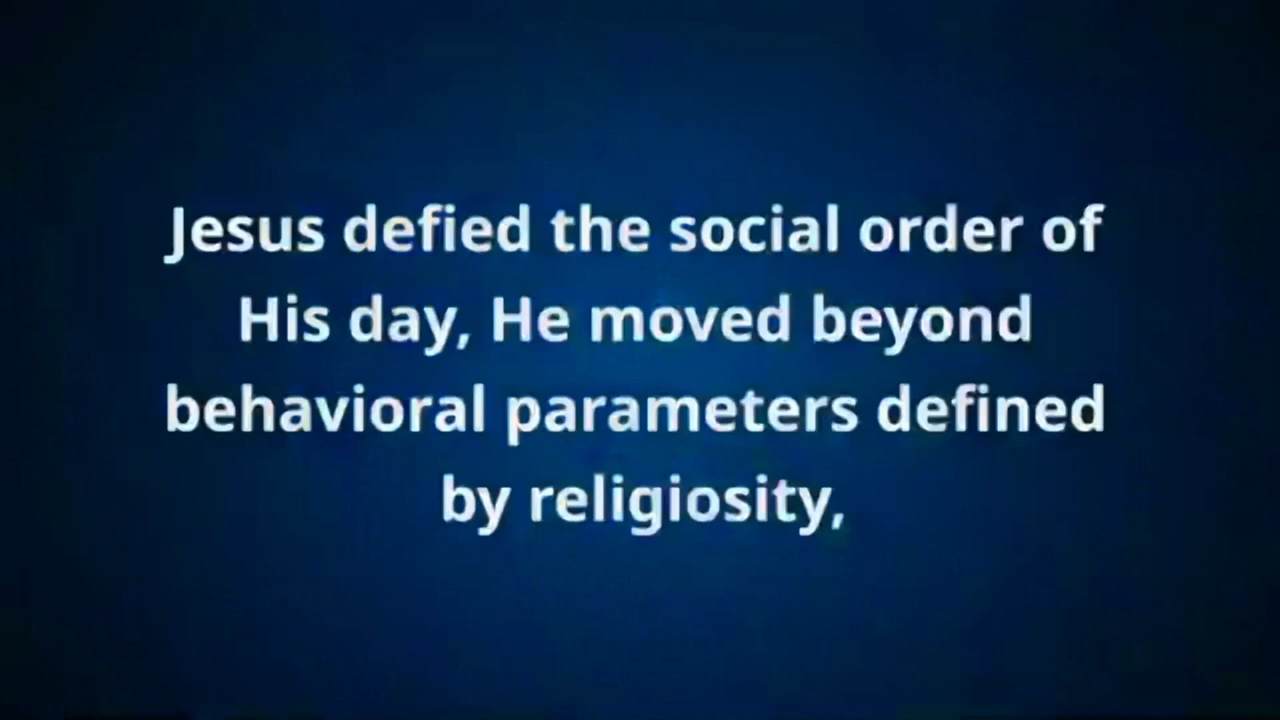 Jesus defied the social order of
His day, He moved beyond
behavioral parameters defined
by religiosity,